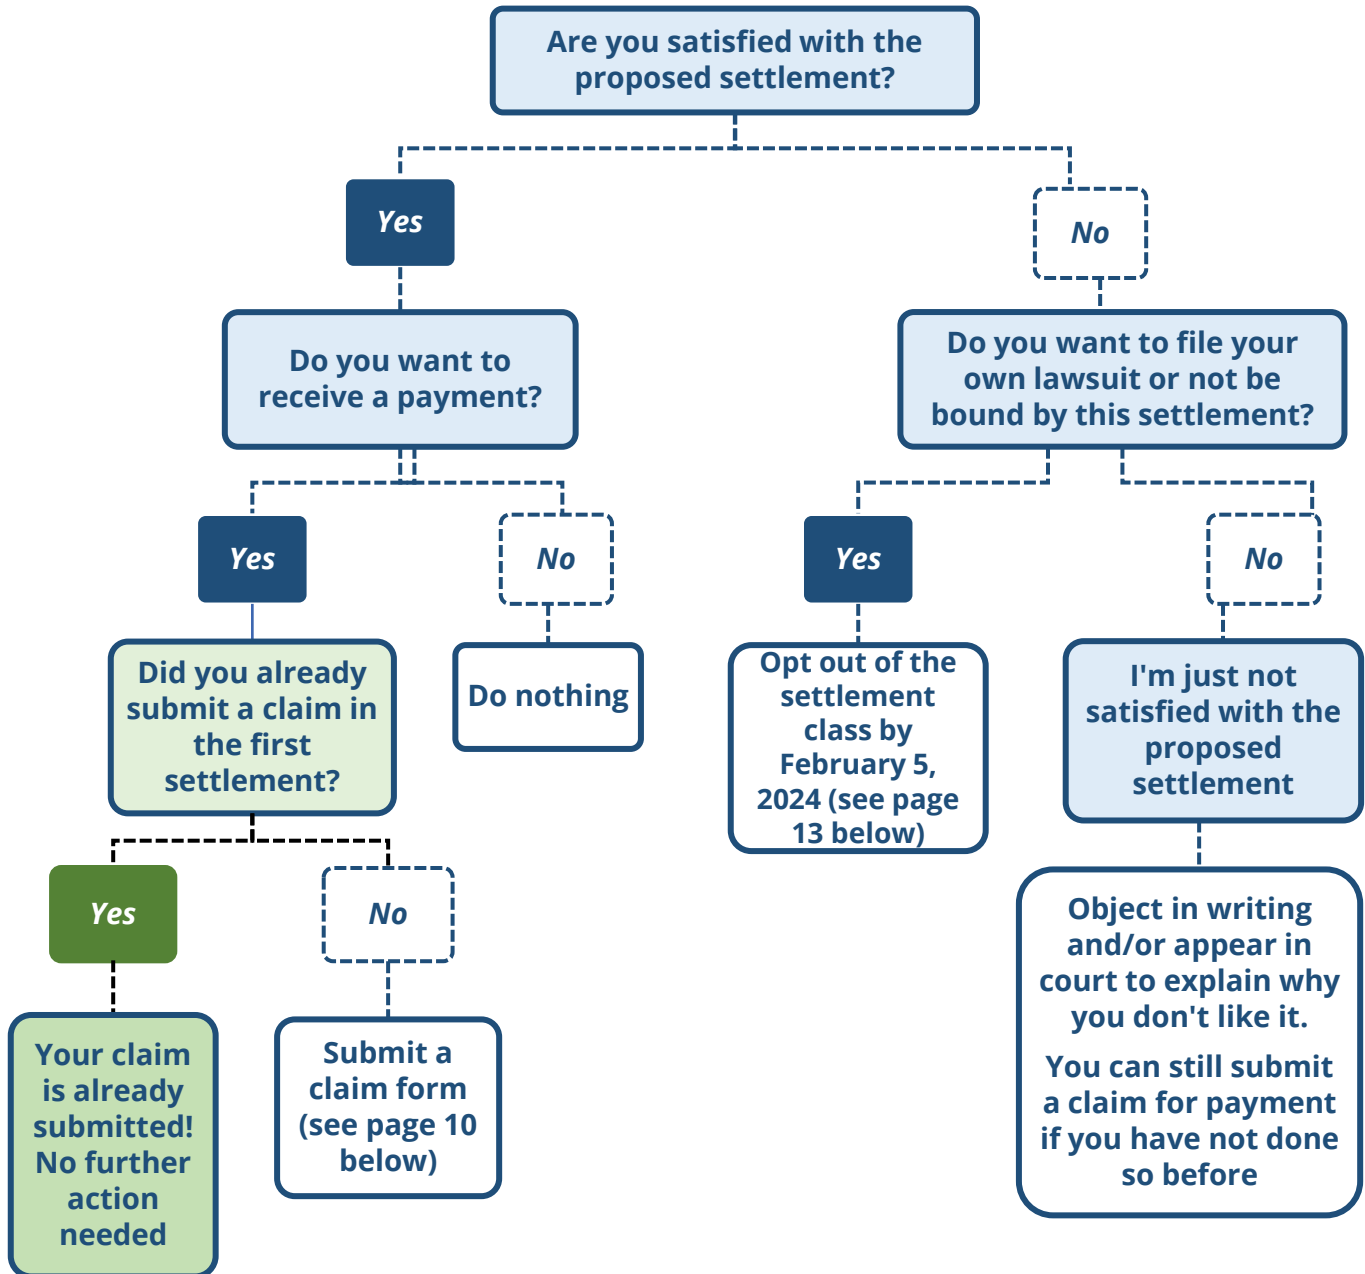 Are you satisfied with the
proposed settlement?
Yes
No
Do you want to
receive a payment?
Do you want to file your
own lawsuit or not be
bound by this settlement?
Yes
No
Yes
No
Did you already
submit a claim in
the first
settlement?
Do nothing
Opt out of the
settlement
class by
February 5,
2024 (see page
13 below)
I'm just not
satisfied with the
proposed
settlement
Yes
No
Your claim
is already
submitted!
No further
action
needed
Submit a
claim form
(see page 10
below)
Object in writing
and/or appear in
court to explain why
you don't like it.
You can still submit
a claim for payment
if you have not done
so before